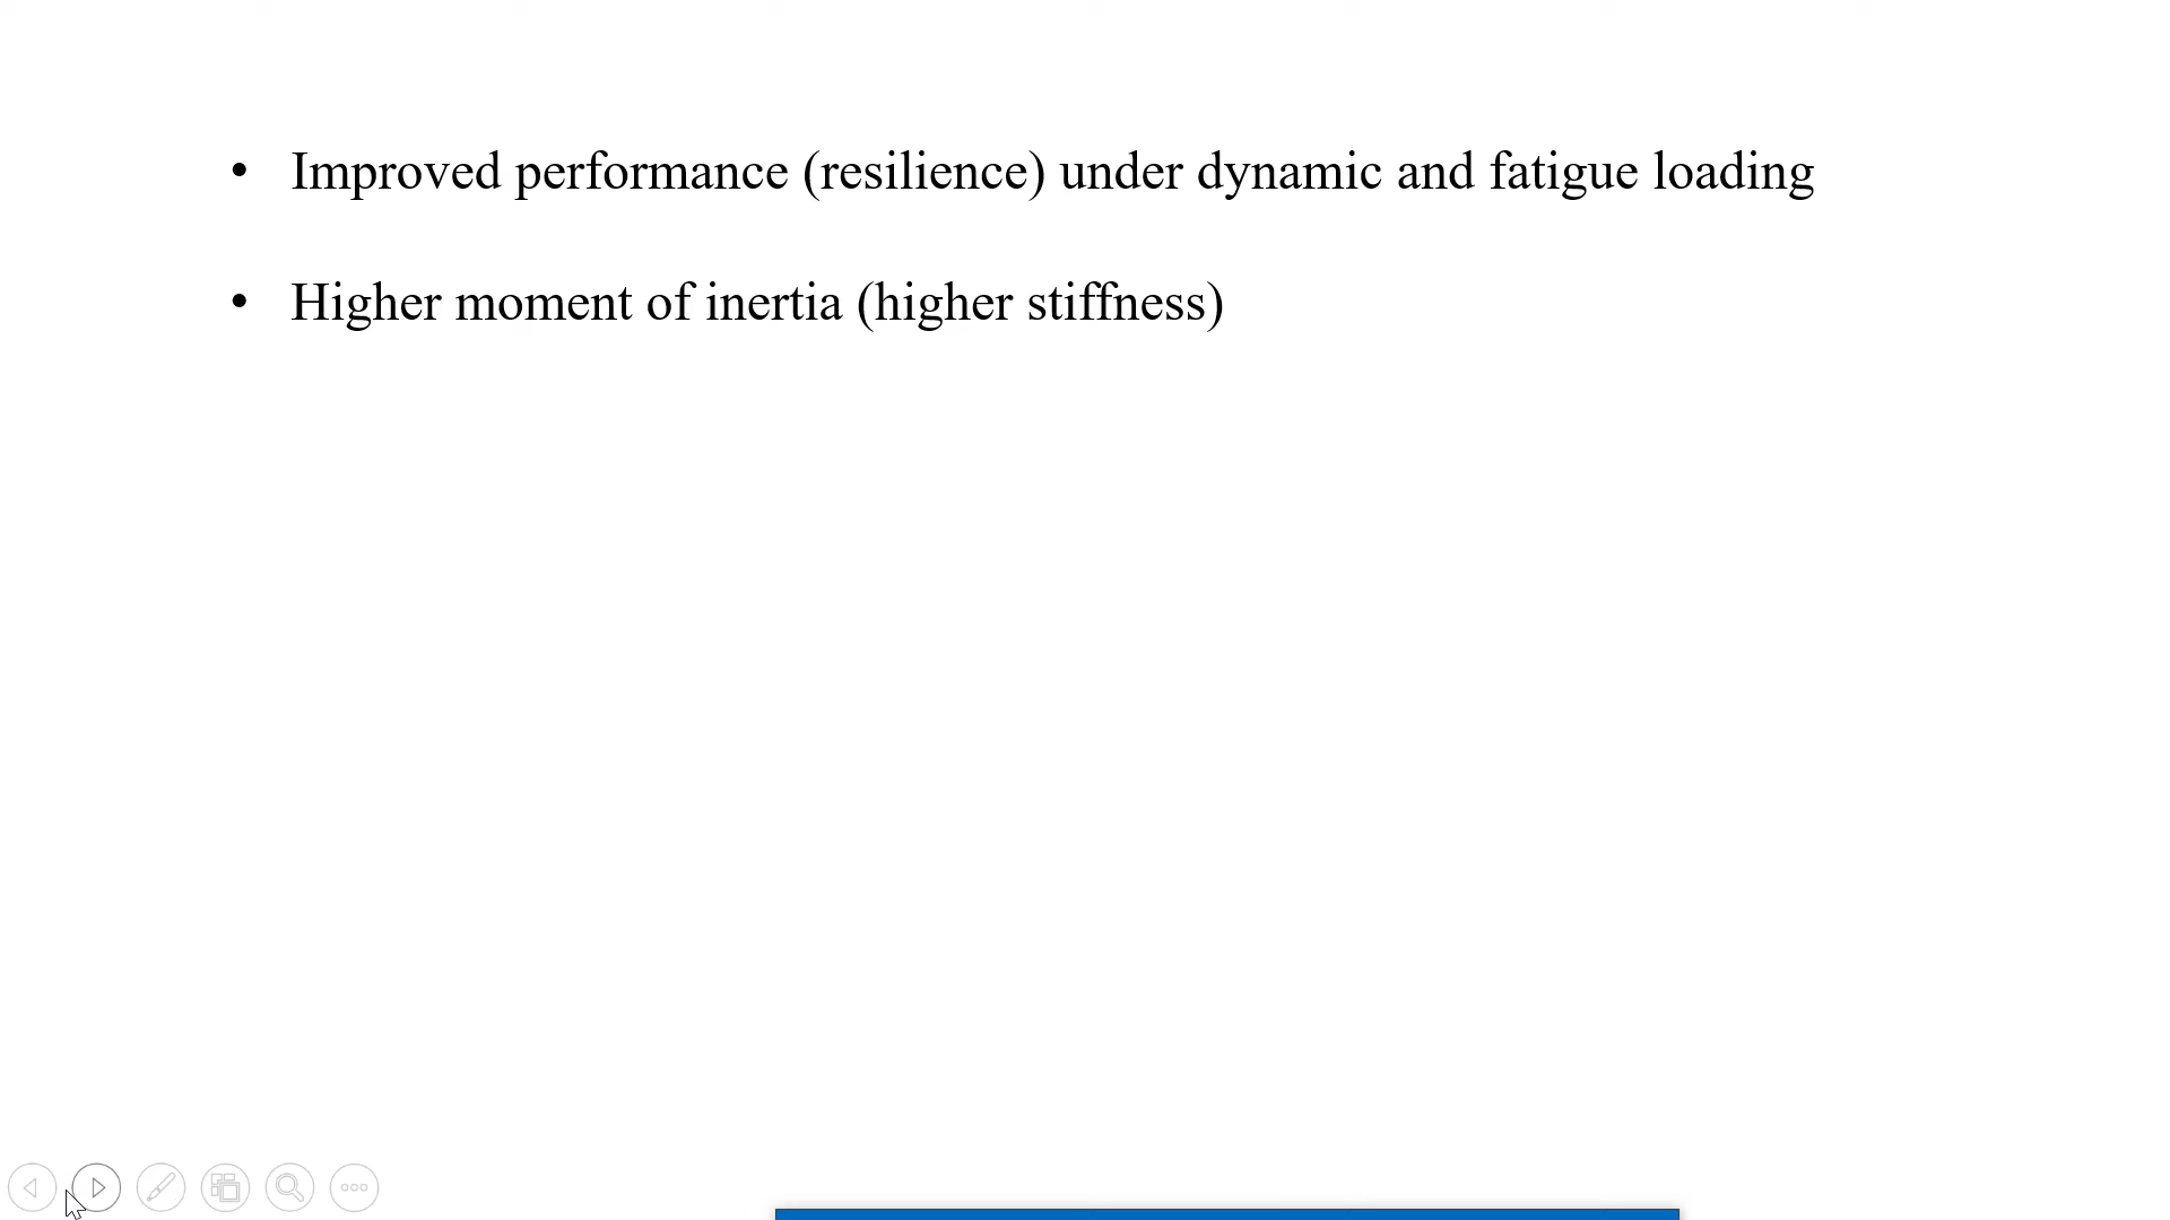 • Improved performance (resilience) under dynamic and fatigue loading
• Higher moment of inertia (higher stiffness)